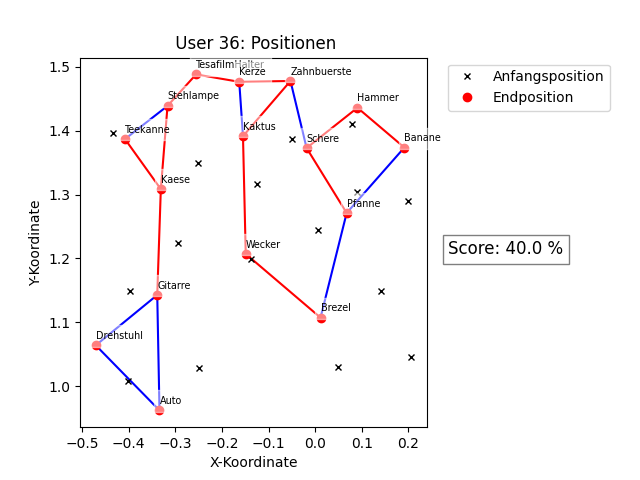 User 36: Positionen
1.5
1.4
1.3
1.2
1.1
1.0
Y-Koordinate
−0.5
−0.4
−0.3
−0.2
−0.1
0.0
0.1
0.2
X-Koordinate
TesafilmHalter
Kerze
Zahnbuerste
Stehlampe
Hammer
Teekanne
Kaktus
Schere
Banane
Kaese
Pfanne
Wecker
Gitarre
Brezel
Drehstuhl
Auto
Anfangsposition
Endposition
Score: 40.0 %